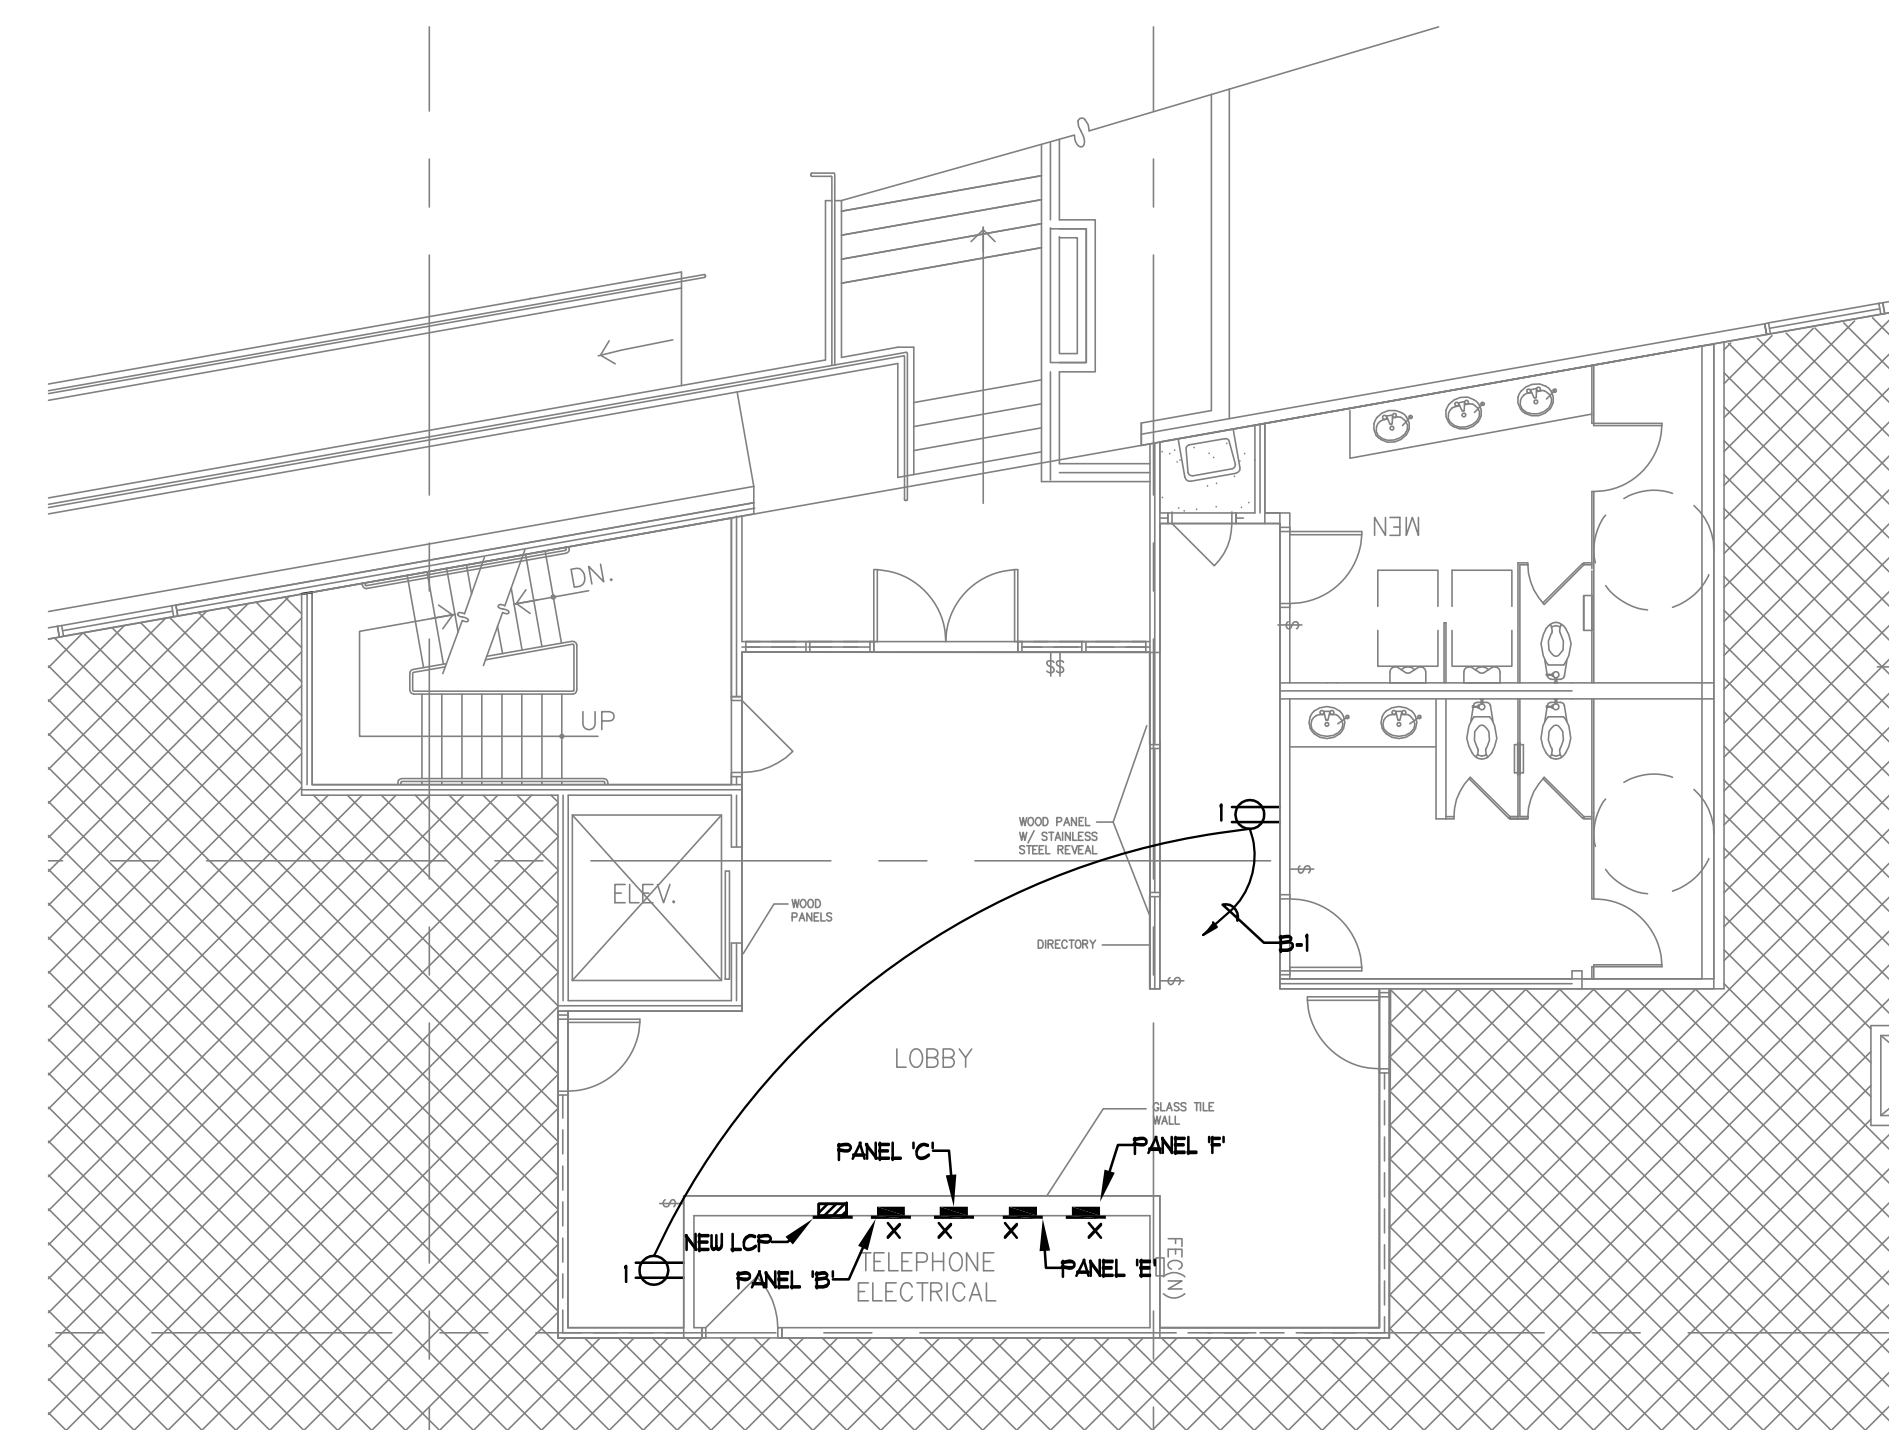 MEN
DN.
$$
UP
1
WOOD PANEL
W/ STAINLESS
STEEL REVEAL
ELEV.
WOOD
PANELS
DIRECTORY
B-1
LOBBY
GLASS TILE
WALL
PANEL 'C'
PANEL 'F'
NEW LCP
PANEL 'B'
TELEPHONE
ELECTRICAL
PANEL 'E'
FEC(N)
1
$
$
$
$